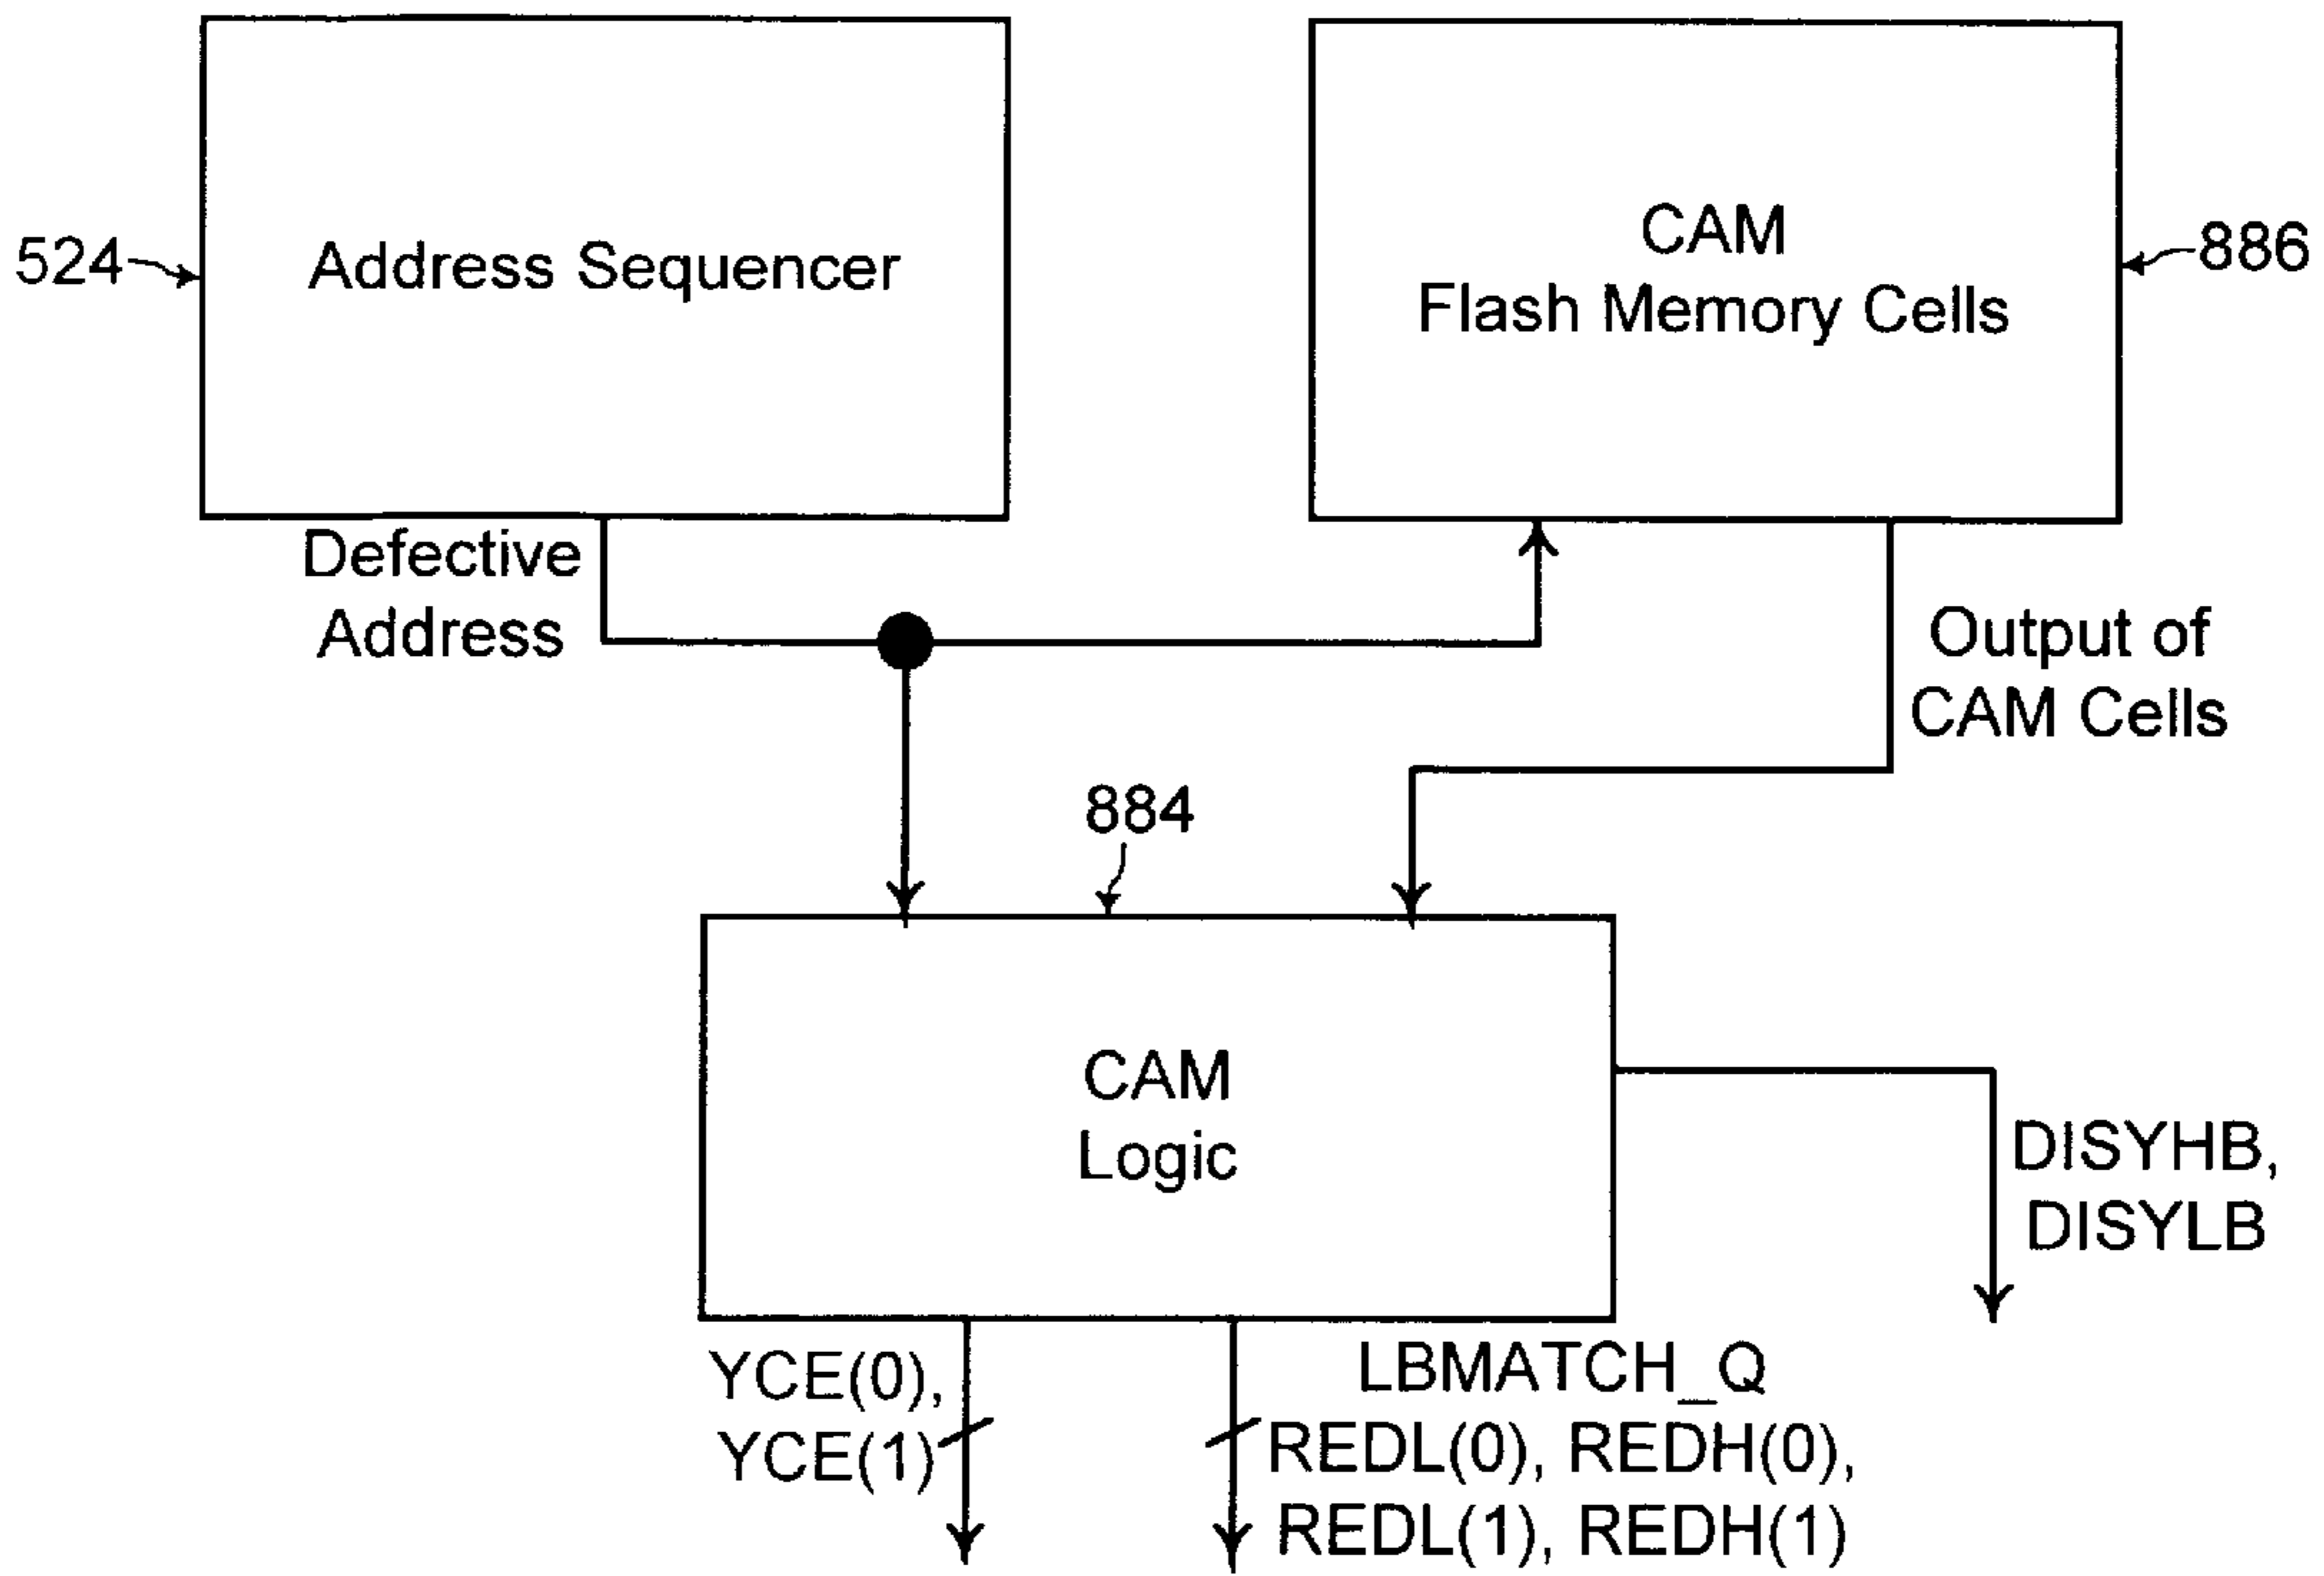 524
Address Sequencer
CAM
Flash Memory Cells
886
Defective
Address
Output of
CAM Cells
884
CAM
Logic
DISYHB,
DISYLB
YCE(0),
YCE(1)
LBMATCH_Q
REDL(0), REDH(0),
REDL(1), REDH(1)